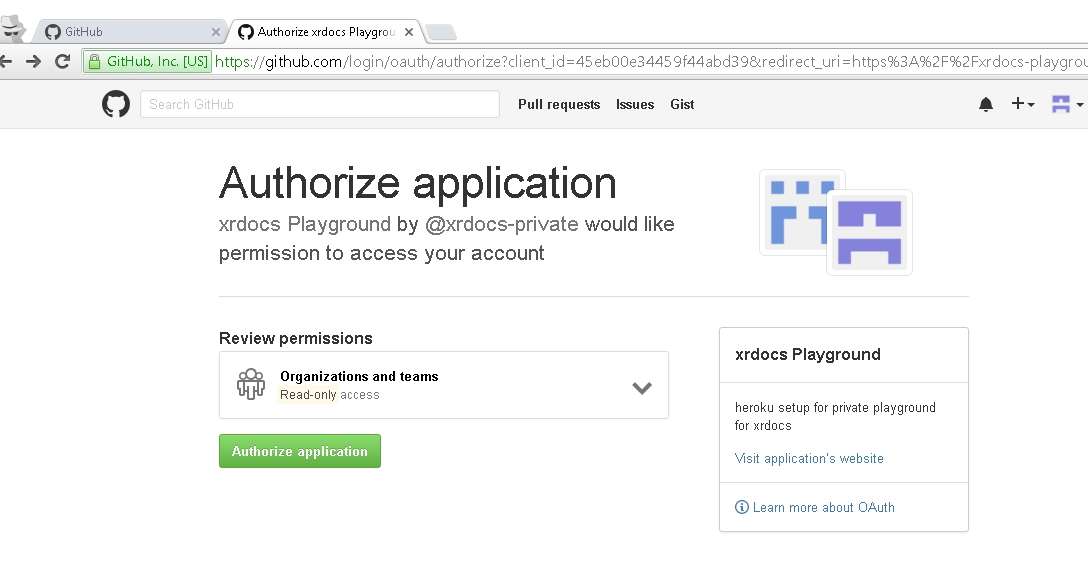 GitHub
Authorize xrdocs Playgrou
GitHub, Inc. [US] https://github.com/login/oauth/authorize?client_id=45eb00e34459f44abd39&redirect_uri=https%3A%2F%2Fxrdocs-playgrou
Search GitHub
Pull requests Issues Gist
Authorize application
xrdocs Playground by @xrdocs-private would like
permission to access your account
Review permissions
Organizations and teams
Read-only access
Authorize application
xrdocs Playground
heroku setup for private playground
for xrdocs
Visit application's website
Learn more about OAuth